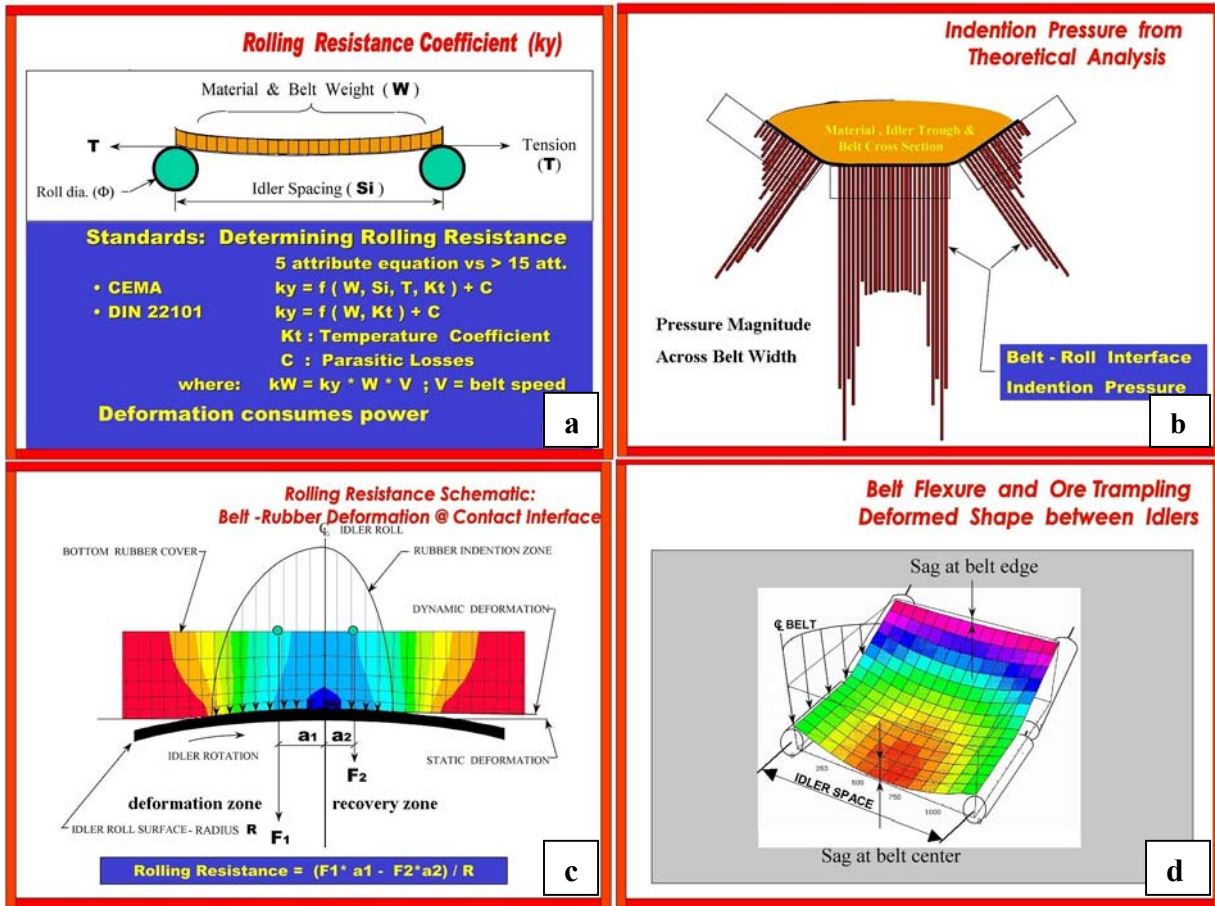 Rolling Resistance Coefficient (ky)
Material & Belt Weight ( W )
T
Tension
(T)
Roll dia. (Φ)
Idler Spacing ( Si )
Standards: Determining Rolling Resistance
5 attribute equation vs > 15 att.
• CEMA ky = f ( W, Si, T, Kt ) + C
• DIN 22101 ky = f ( W, Kt ) + C
Kt : Temperature Coefficient
C : Parasitic Losses
where: kW = ky * W * V ; V = belt speed
Deformation consumes power
a
Indention Pressure from
Theoretical Analysis
Material , Idler Trough &
Belt Cross Section
Pressure Magnitude
Across Belt Width
Belt - Roll Interface
Indention Pressure
b
Rolling Resistance Schematic:
Belt -Rubber Deformation @ Contact Interface
℄ IDLER ROLL
BOTTOM RUBBER COVER
RUBBER INDENTION ZONE
DYNAMIC DEFORMATION
a1 a2
IDLER ROTATION
STATIC DEFORMATION
F2
deformation zone recovery zone
IDLER ROLL SURFACE - RADIUS R
F1
Rolling Resistance = (F1* a1 - F2*a2) / R
c
Belt Flexure and Ore Trampling
Deformed Shape between Idlers
Sag at belt edge
℄ BELT
250
500
750
1000
IDLER SPACE
Sag at belt center
d